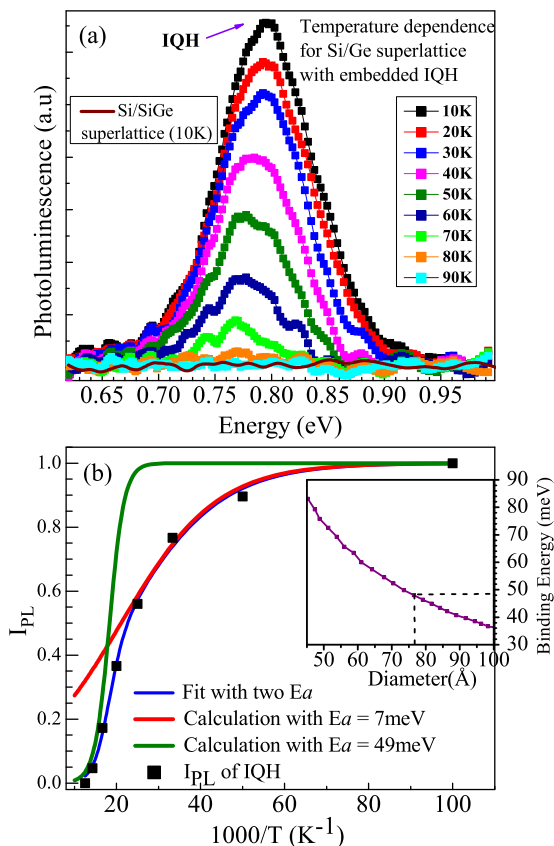 (a)
IQH
Temperature dependence
for Si/Ge superlattice
with embedded IQH
Si/SiGe
superlattice (10K)
10K
20K
30K
40K
50K
60K
70K
80K
90K
Photoluminescence (a.u)
0.65 0.70 0.75 0.80 0.85 0.90 0.95
Energy (eV)
(b)
1.0
0.8
0.6
0.4
0.2
0.0
I_PL
90
80
70
60
50
40
30
Binding Energy (meV)
50 60 70 80 90 100
Diameter(Å)
Fit with two Ea
Calculation with Ea = 7meV
Calculation with Ea = 49meV
I_PL of IQH
20 40 60 80 100
1000/T (K⁻¹)